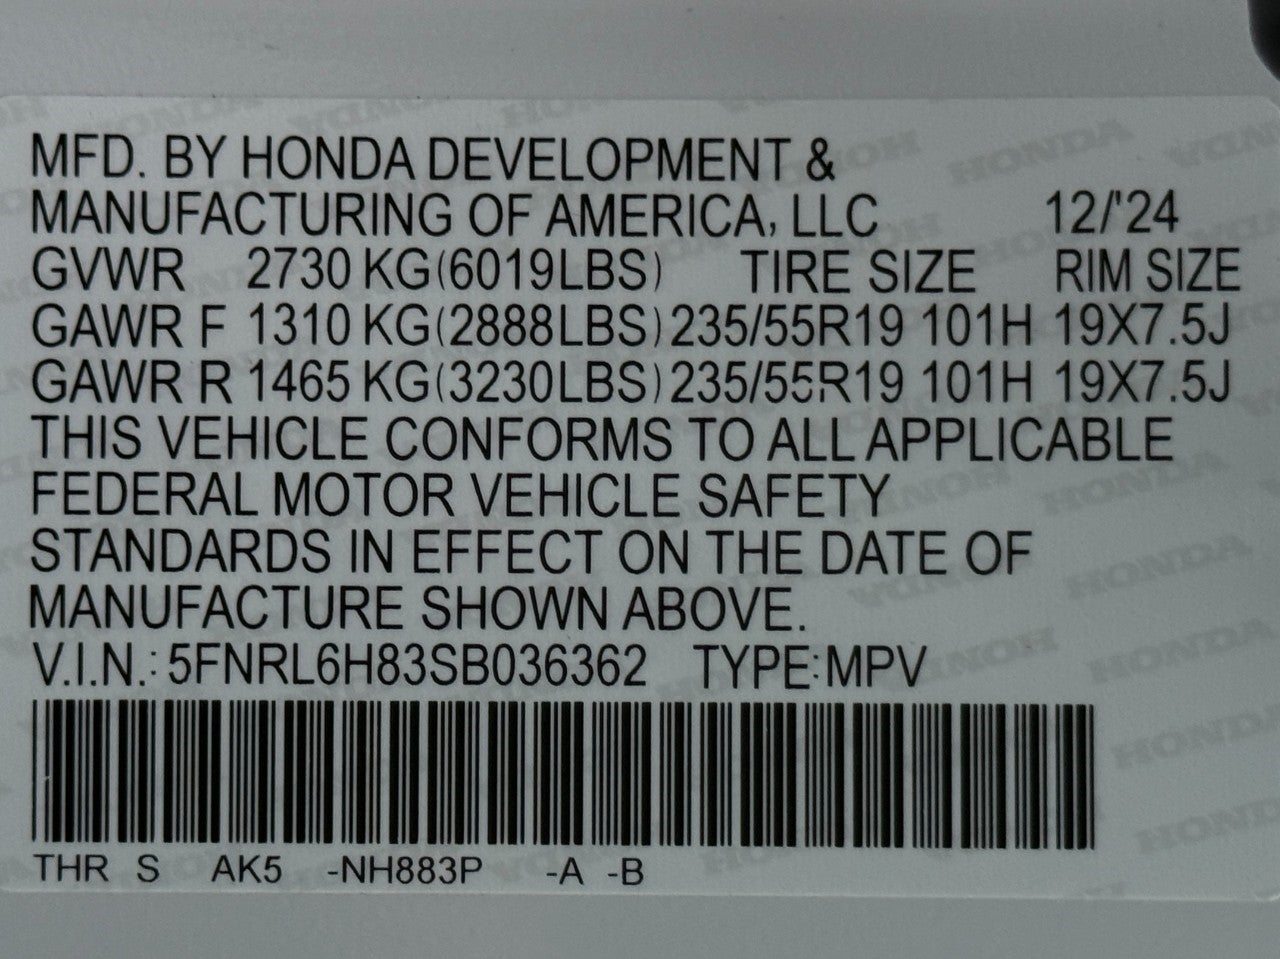 MFD. BY HONDA DEVELOPMENT &
MANUFACTURING OF AMERICA, LLC 12/'24
GVWR 2730 KG(6019LBS) TIRE SIZE RIM SIZE
GAWR F 1310 KG(2888LBS) 235/55R19 101H 19X7.5J
GAWR R 1465 KG(3230LBS) 235/55R19 101H 19X7.5J
THIS VEHICLE CONFORMS TO ALL APPLICABLE
FEDERAL MOTOR VEHICLE SAFETY
STANDARDS IN EFFECT ON THE DATE OF
MANUFACTURE SHOWN ABOVE.
V.I.N.: 5FNRL6H83SB036362 TYPE:MPV
THR S AK5 -NH883P -A -B